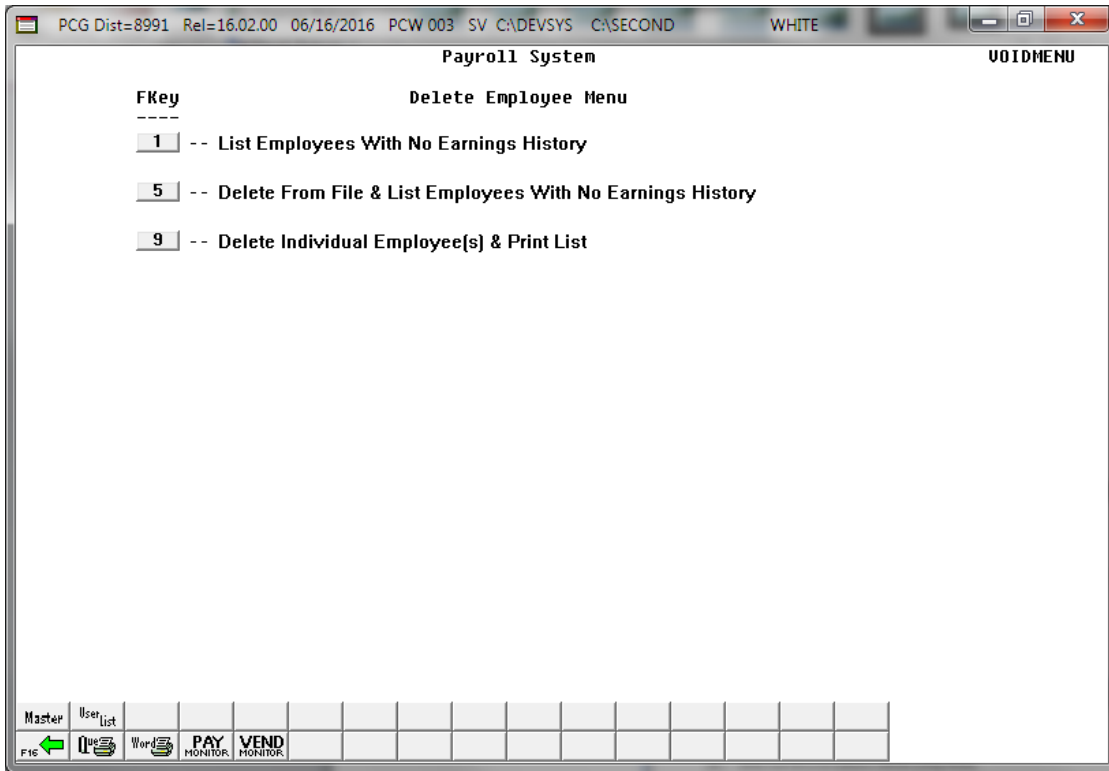 PCG Dist=8991 Rel=16.02.00 06/16/2016 PCW 003 SV C:\DEVSYS C:\SECOND WHITE
Payroll System VOIDMENU
FKey Delete Employee Menu
----
1 -- List Employees With No Earnings History
5 -- Delete From File & List Employees With No Earnings History
9 -- Delete Individual Employee(s) & Print List
Master User List
F16 Que Word PAY MONITOR VEND MONITOR